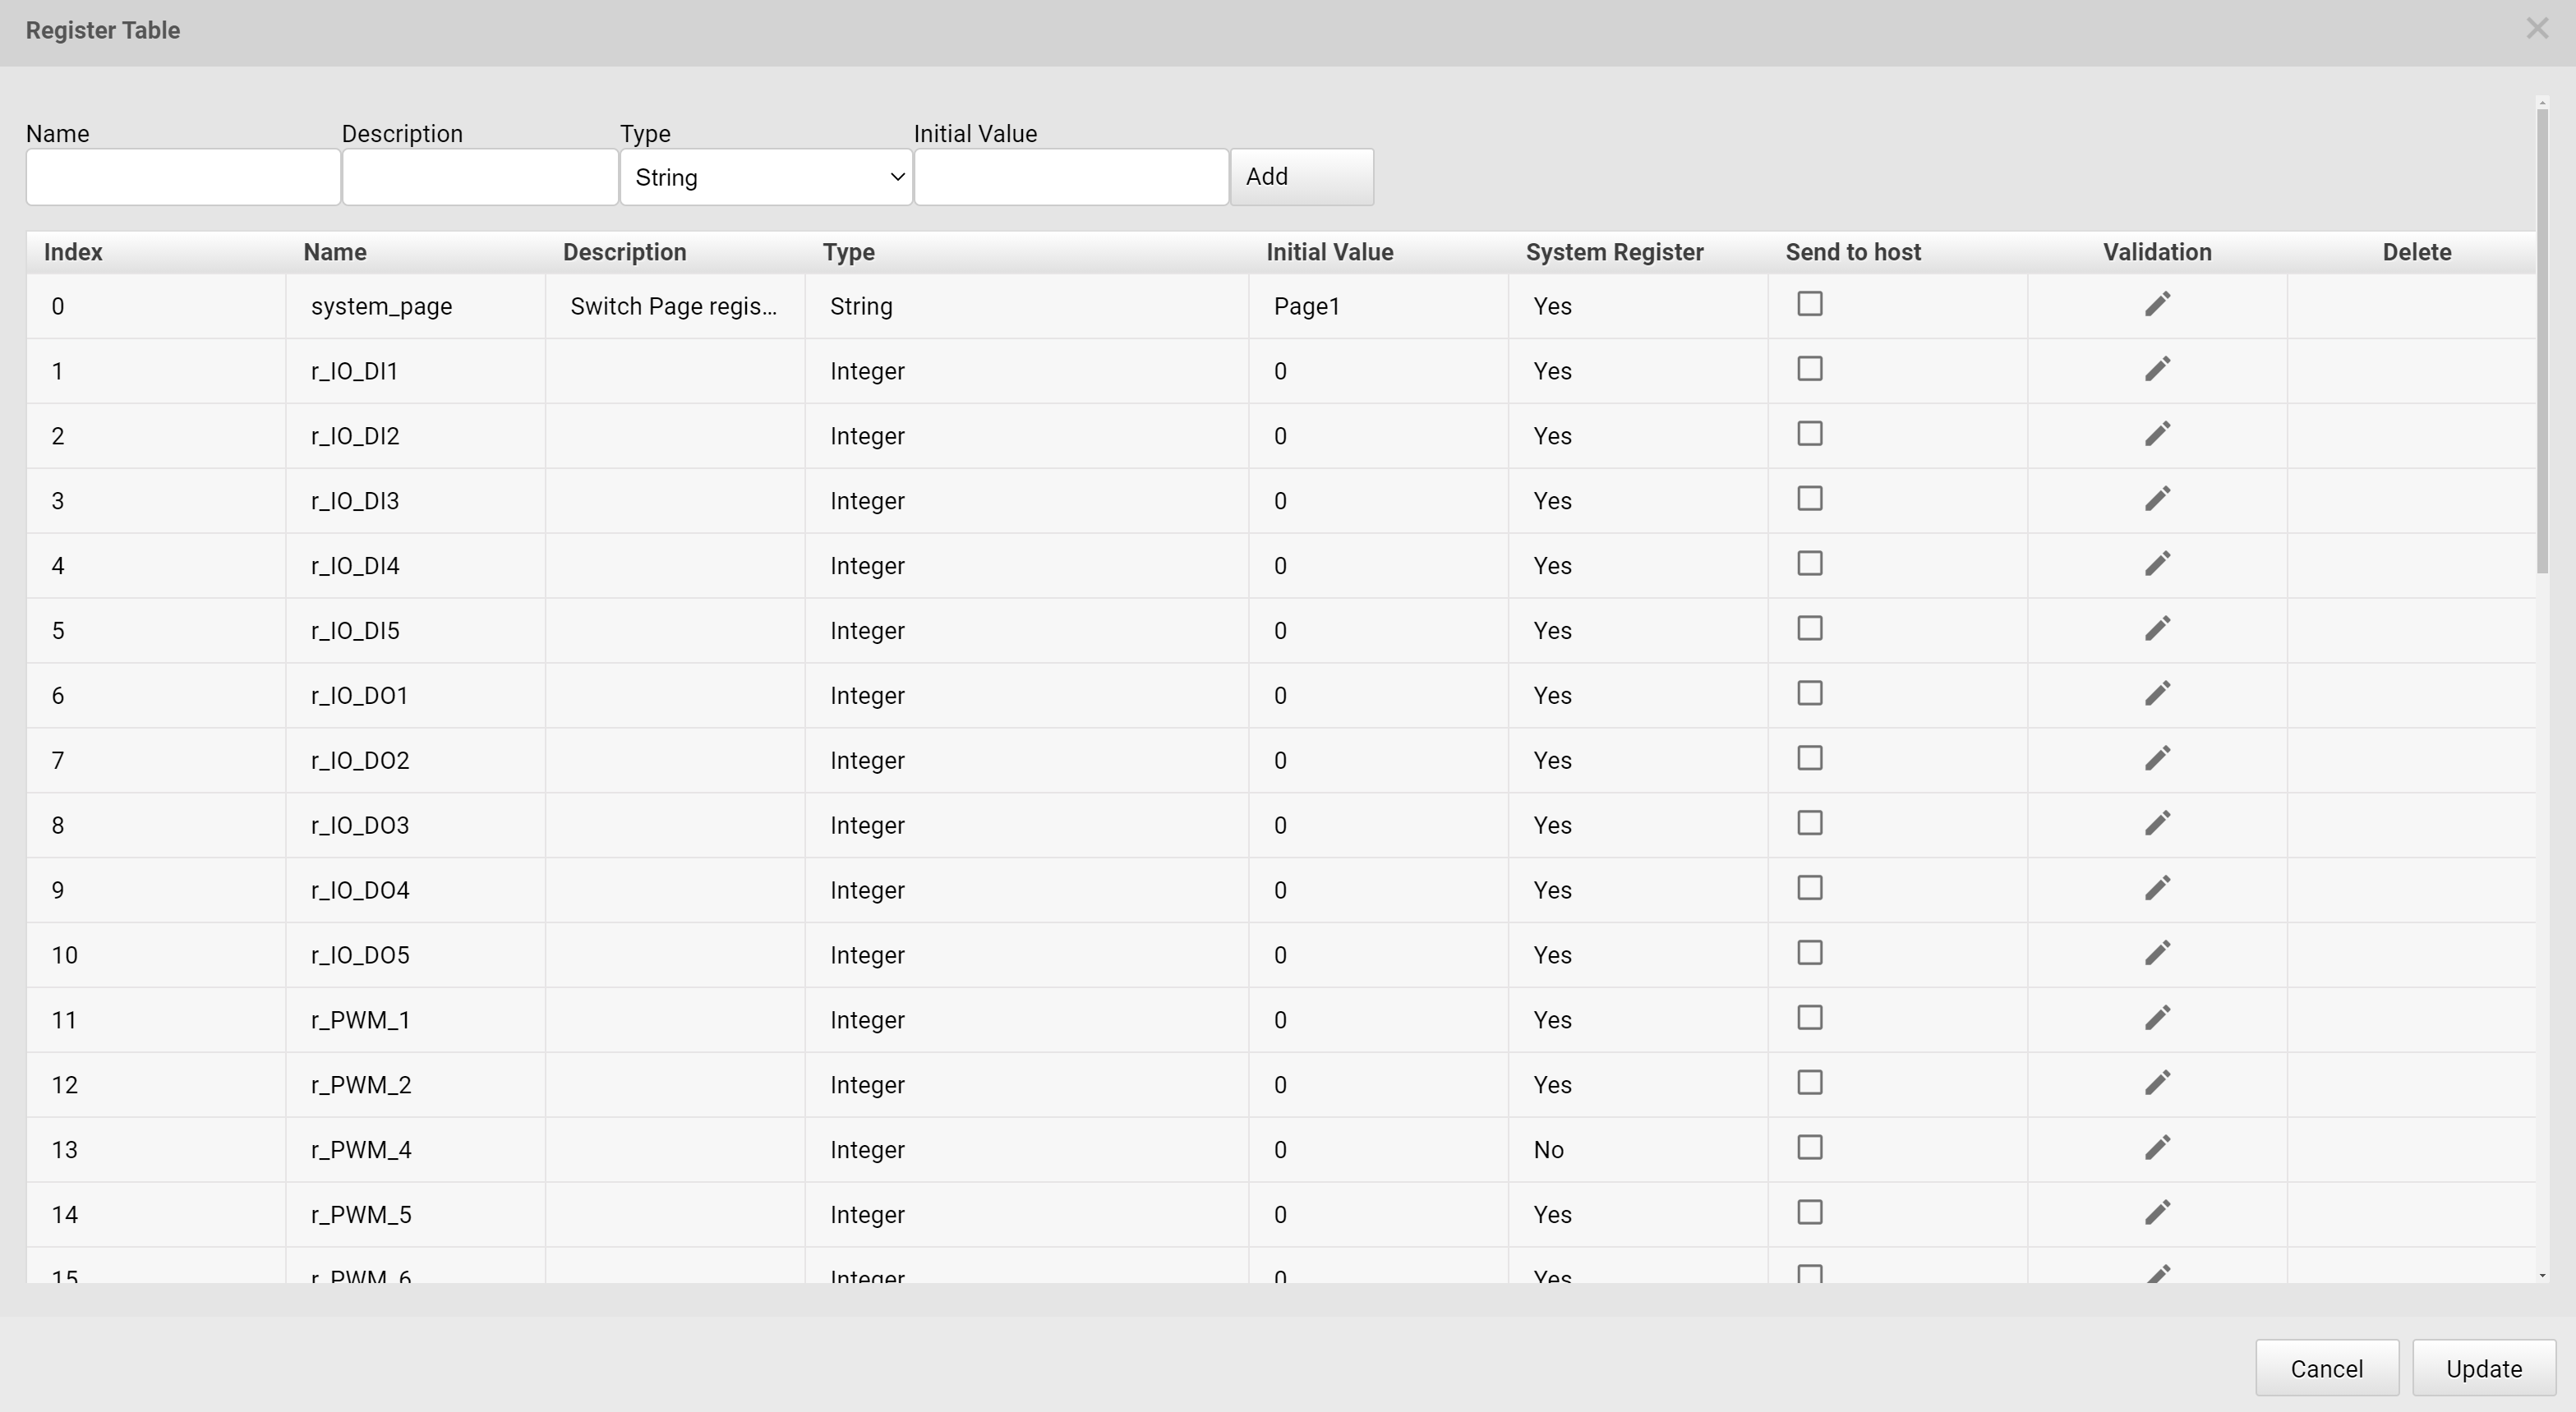 Register Table
Name Description Type Initial Value
String Add
Index Name Description Type Initial Value System Register Send to host Validation Delete
0 system_page Switch Page regis... String Page1 Yes
1 r_IO_DI1 Integer 0 Yes
2 r_IO_DI2 Integer 0 Yes
3 r_IO_DI3 Integer 0 Yes
4 r_IO_DI4 Integer 0 Yes
5 r_IO_DI5 Integer 0 Yes
6 r_IO_DO1 Integer 0 Yes
7 r_IO_DO2 Integer 0 Yes
8 r_IO_DO3 Integer 0 Yes
9 r_IO_DO4 Integer 0 Yes
10 r_IO_DO5 Integer 0 Yes
11 r_PWM_1 Integer 0 Yes
12 r_PWM_2 Integer 0 Yes
13 r_PWM_4 Integer 0 No
14 r_PWM_5 Integer 0 Yes
15 r_PWM_6 Integer 0 Yes
Cancel Update